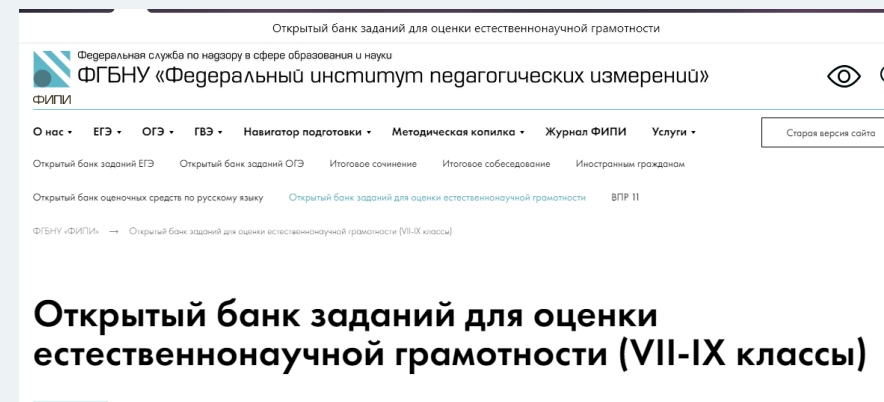 Открытый банк заданий для оценки естественнонаучной грамотности
Федеральная служба по надзору в сфере образования и науки
ФГБНУ «Федеральный институт педагогических измерений»
ФИПИ
О нас ЕГЭ ОГЭ ГВЭ Навигатор подготовки Методическая копилка Журнал ФИПИ Услуги Старая версия сайта
Открытый банк заданий ЕГЭ Открытый банк заданий ОГЭ Итоговое сочинение Итоговое собеседование Иностранным гражданам
Открытый банк оценочных средств по русскому языку Открытый банк заданий для оценки естественнонаучной грамотности ВПР 11
ФГБНУ «ФИПИ» → Открытый банк заданий для оценки естественнонаучной грамотности (VII-IX классы)
Открытый банк заданий для оценки
естественнонаучной грамотности (VII-IX классы)